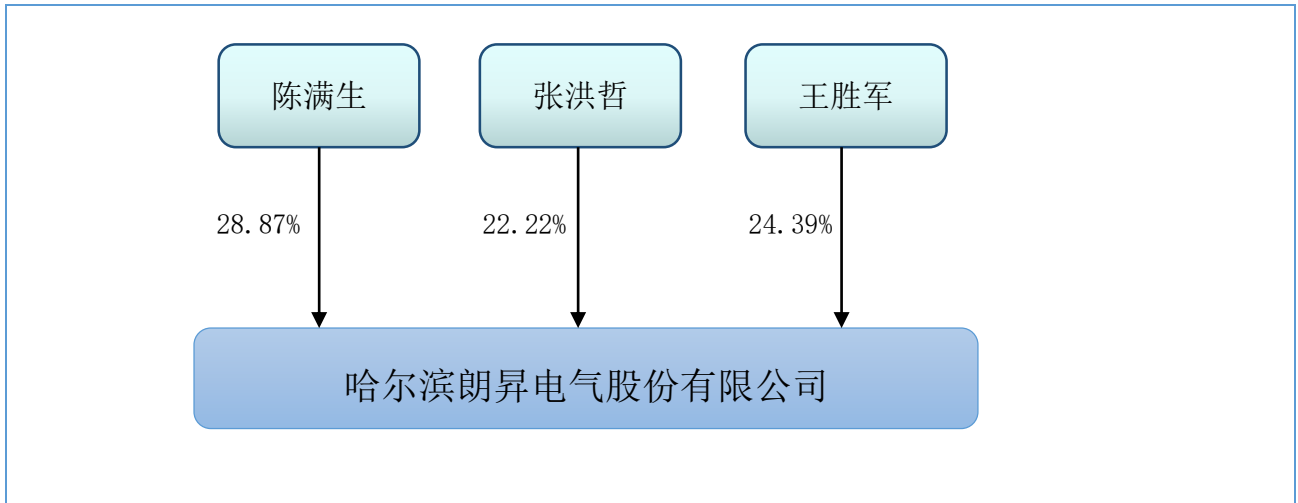 陈满生
张洪哲
王胜军
28.87%
22.22%
24.39%
哈尔滨朗昇电气股份有限公司